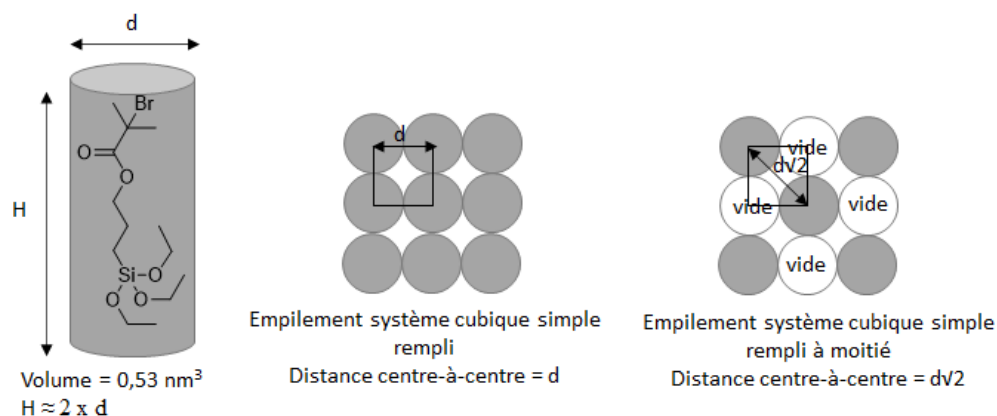 d
H
Br
O
O
Si
O
O
O
Volume = 0,53 nm³
H ≈ 2 x d
d
Empilement système cubique simple
rempli
Distance centre-à-centre = d
vide
d√2
vide
vide
vide
Empilement système cubique simple
rempli à moitié
Distance centre-à-centre = d√2